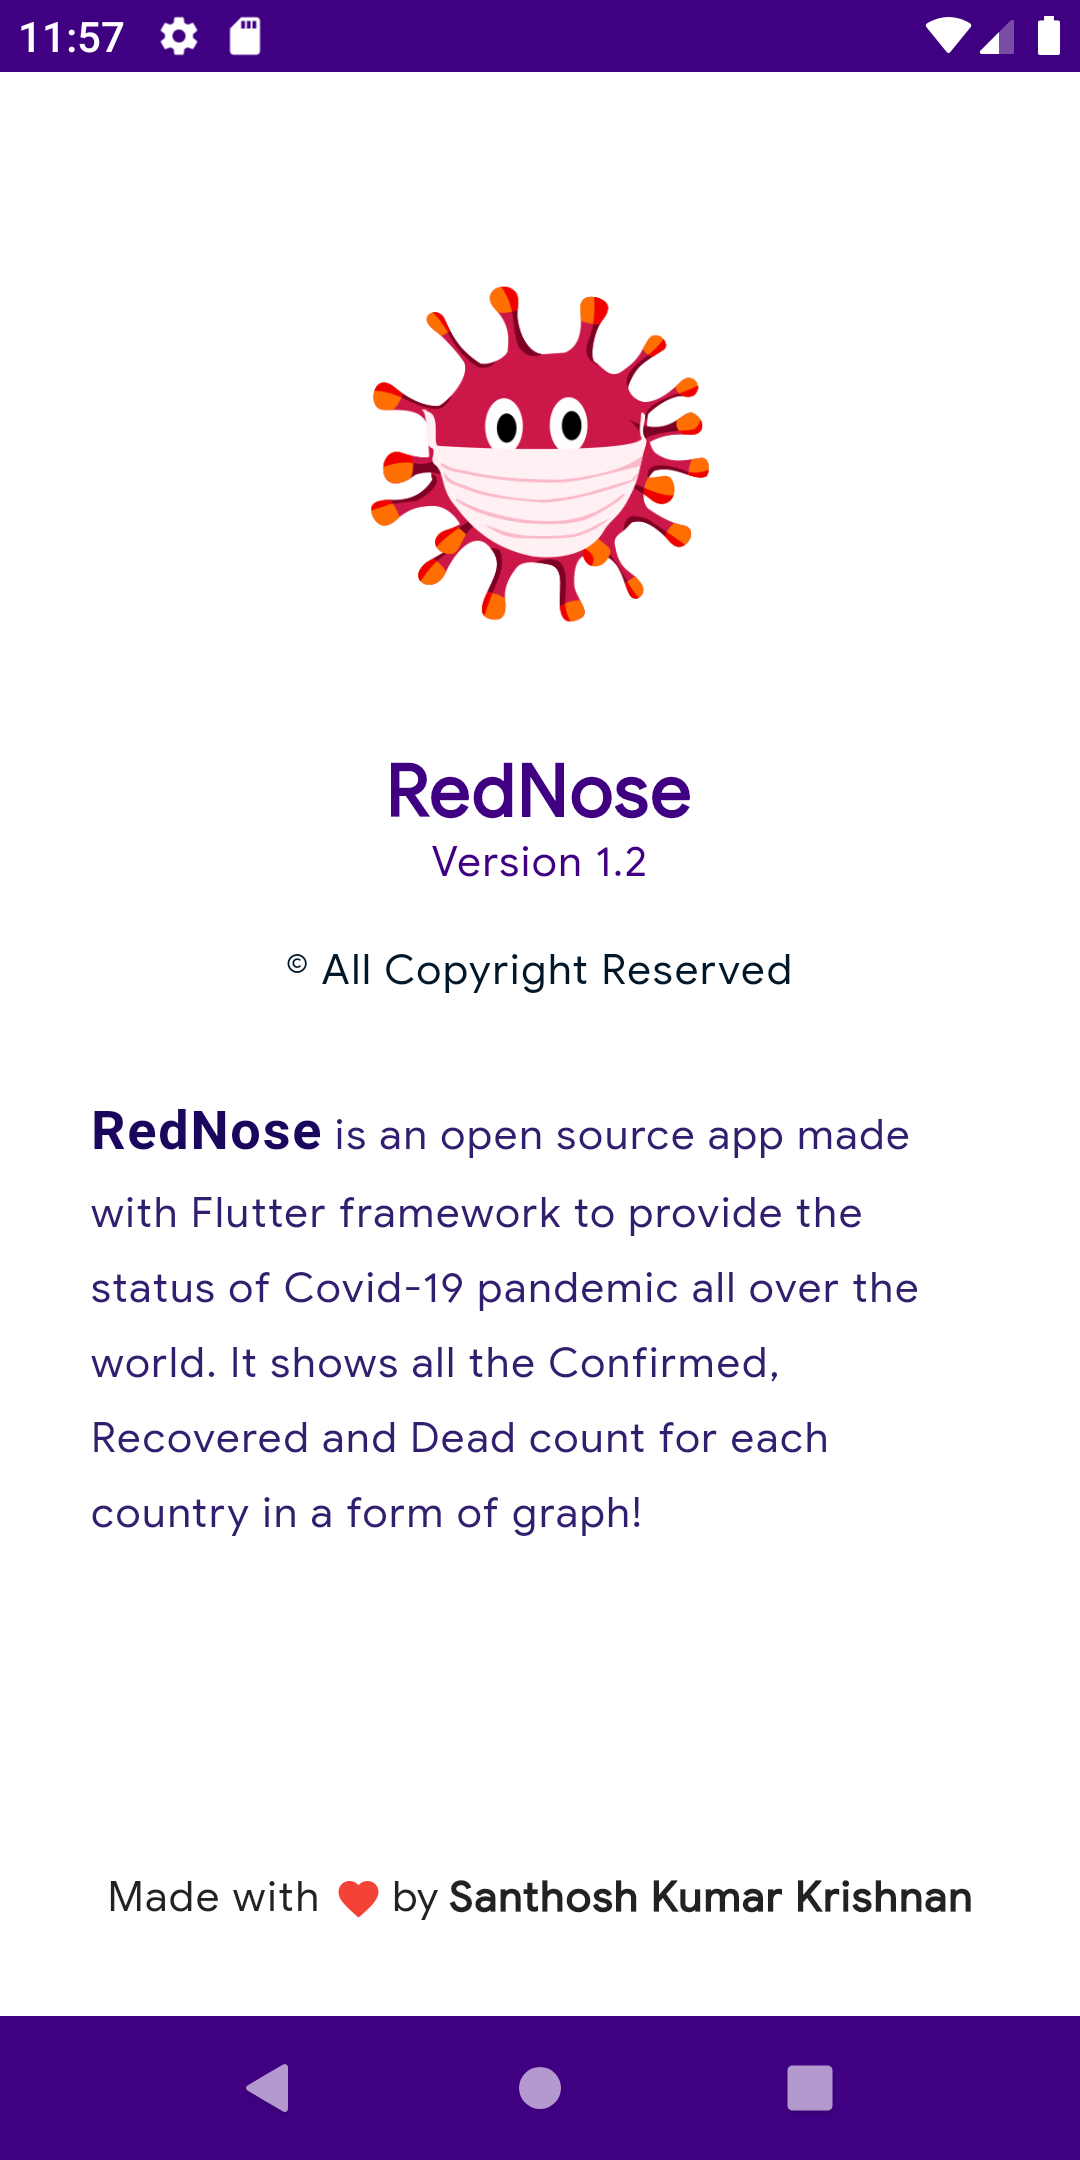 11:57
RedNose
Version 1.2
© All Copyright Reserved
RedNose is an open source app made
with Flutter framework to provide the
status of Covid-19 pandemic all over the
world. It shows all the Confirmed,
Recovered and Dead count for each
country in a form of graph!
Made with ❤ by Santhosh Kumar Krishnan